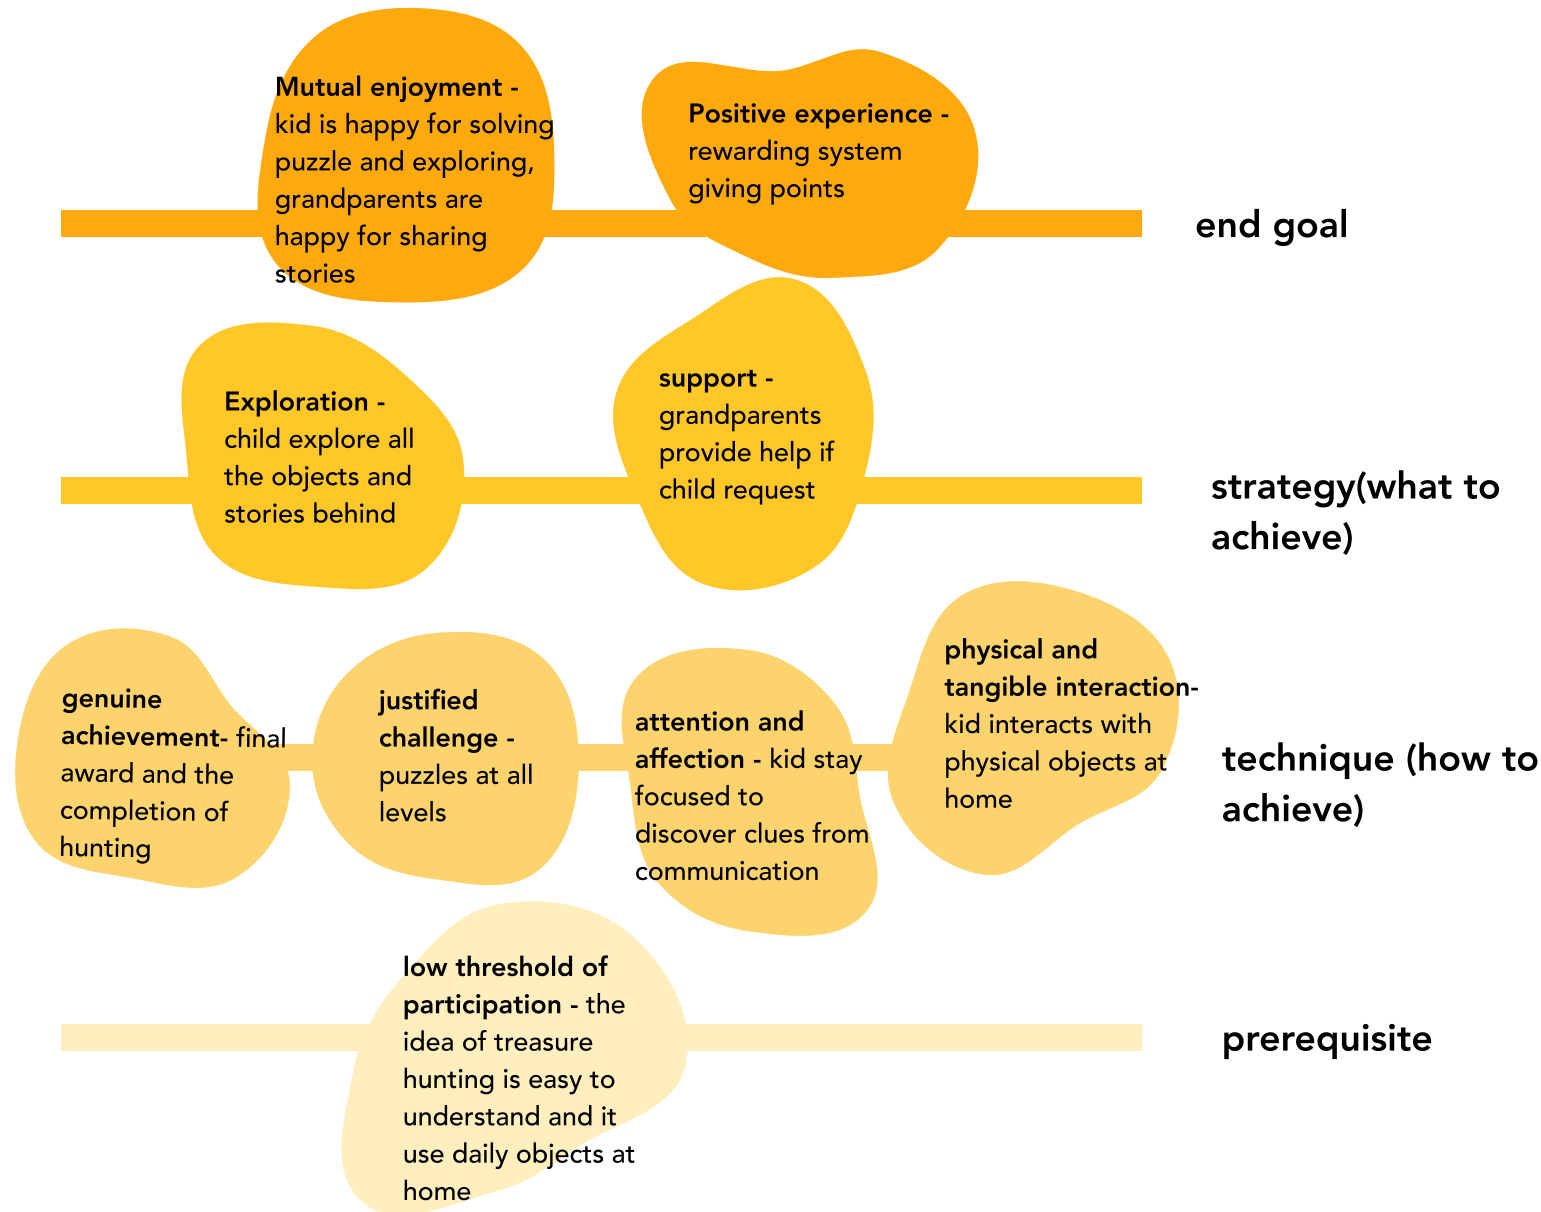 Mutual enjoyment -
kid is happy for solving
puzzle and exploring,
grandparents are
happy for sharing
stories
Positive experience -
rewarding system
giving points
end goal
Exploration -
child explore all
the objects and
stories behind
support -
grandparents
provide help if
child request
strategy(what to
achieve)
genuine
achievement- final
award and the
completion of
hunting
justified
challenge -
puzzles at all
levels
attention and
affection - kid stay
focused to
discover clues from
communication
physical and
tangible interaction-
kid interacts with
physical objects at
home
technique (how to
achieve)
low threshold of
participation - the
idea of treasure
hunting is easy to
understand and it
use daily objects at
home
prerequisite